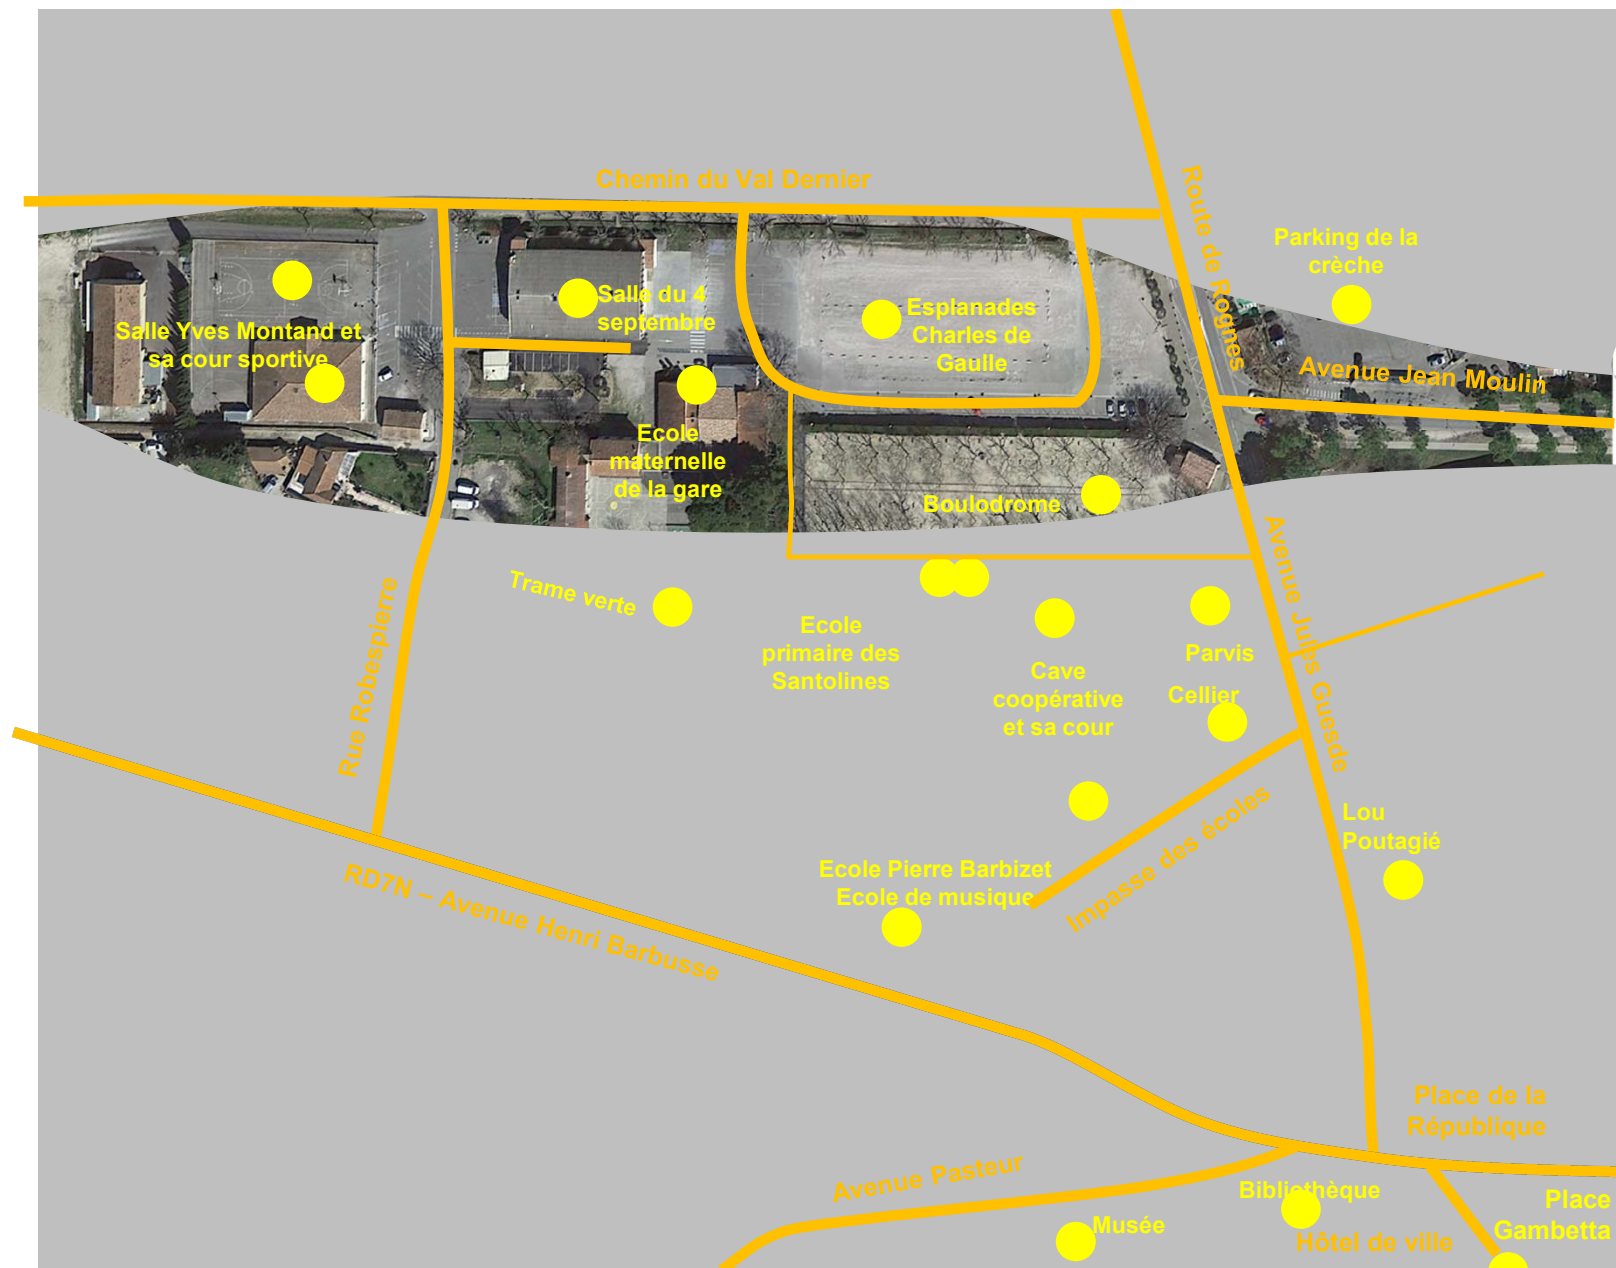 Chemin du Val Dernier
Route de Rognes
Parking de la
crèche
Salle du 4
septembre
Esplanades
Charles de
Gaulle
Salle Yves Montand et
sa cour sportive
Avenue Jean Moulin
Ecole
maternelle
de la gare
Boulodrome
Avenue Jules Guesde
Trame verte
Rue Robespierre
Ecole
primaire des
Santolines
Cave
coopérative
et sa cour
Parvis
Cellier
Impasse des écoles
Lou
Poutagié
Ecole Pierre Barbizet
Ecole de musique
RD7N – Avenue Henri Barbusse
Place de la
République
Avenue Pasteur
Bibliothèque
Musée
Hôtel de ville
Place
Gambetta